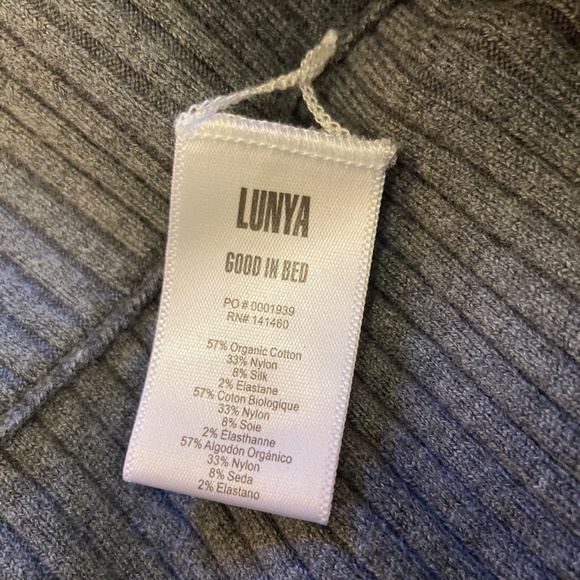 LUNYA
GOOD IN BED
PO # 0001939
RN# 141460
57% Organic Cotton
33% Nylon
8% Silk
2% Elastane
57% Coton Biologique
33% Nylon
8% Soie
2% Elasthanne
57% Algodón Orgánico
33% Nylon
8% Seda
2% Elastano